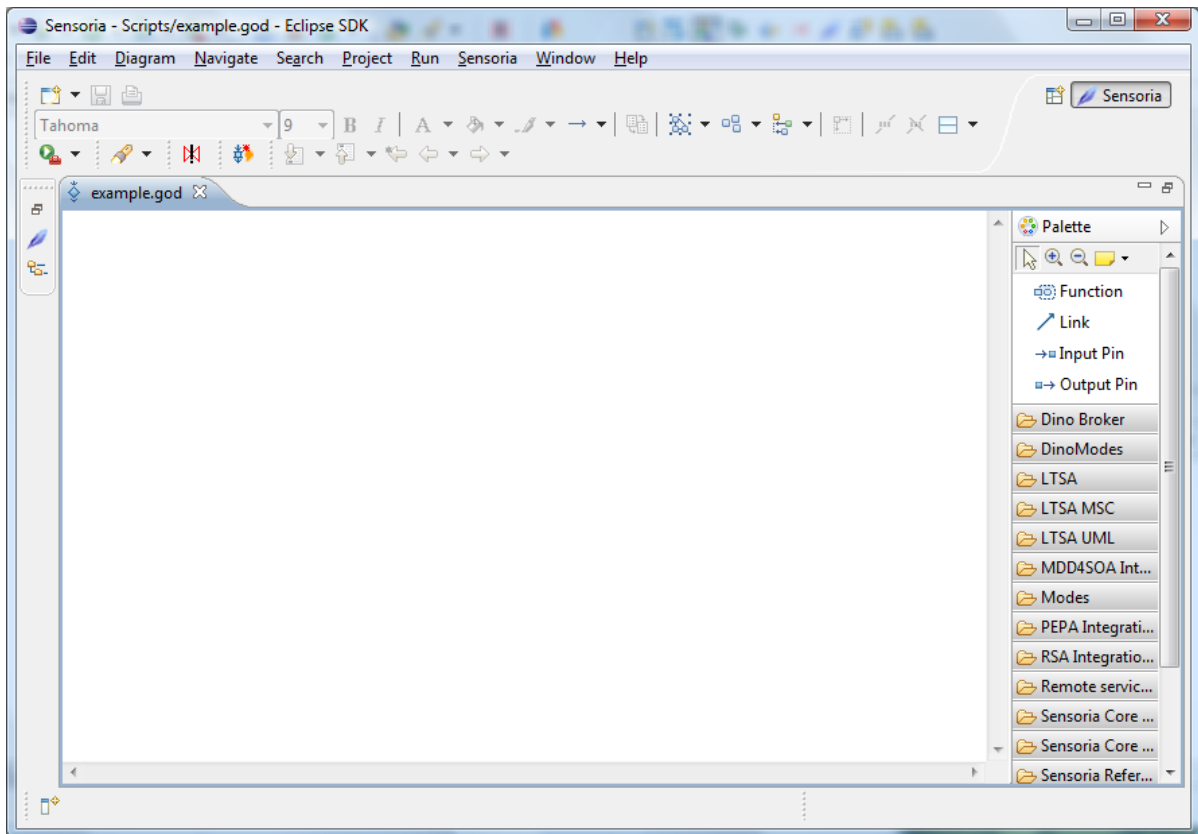 Sensoria - Scripts/example.god - Eclipse SDK
File Edit Diagram Navigate Search Project Run Sensoria Window Help
Sensoria
Tahoma 9 B I A
example.god
Palette
Function
Link
Input Pin
Output Pin
Dino Broker
DinoModes
LTSA
LTSA MSC
LTSA UML
MDD4SOA Int...
Modes
PEPA Integrati...
RSA Integratio...
Remote servic...
Sensoria Core ...
Sensoria Core ...
Sensoria Refer...